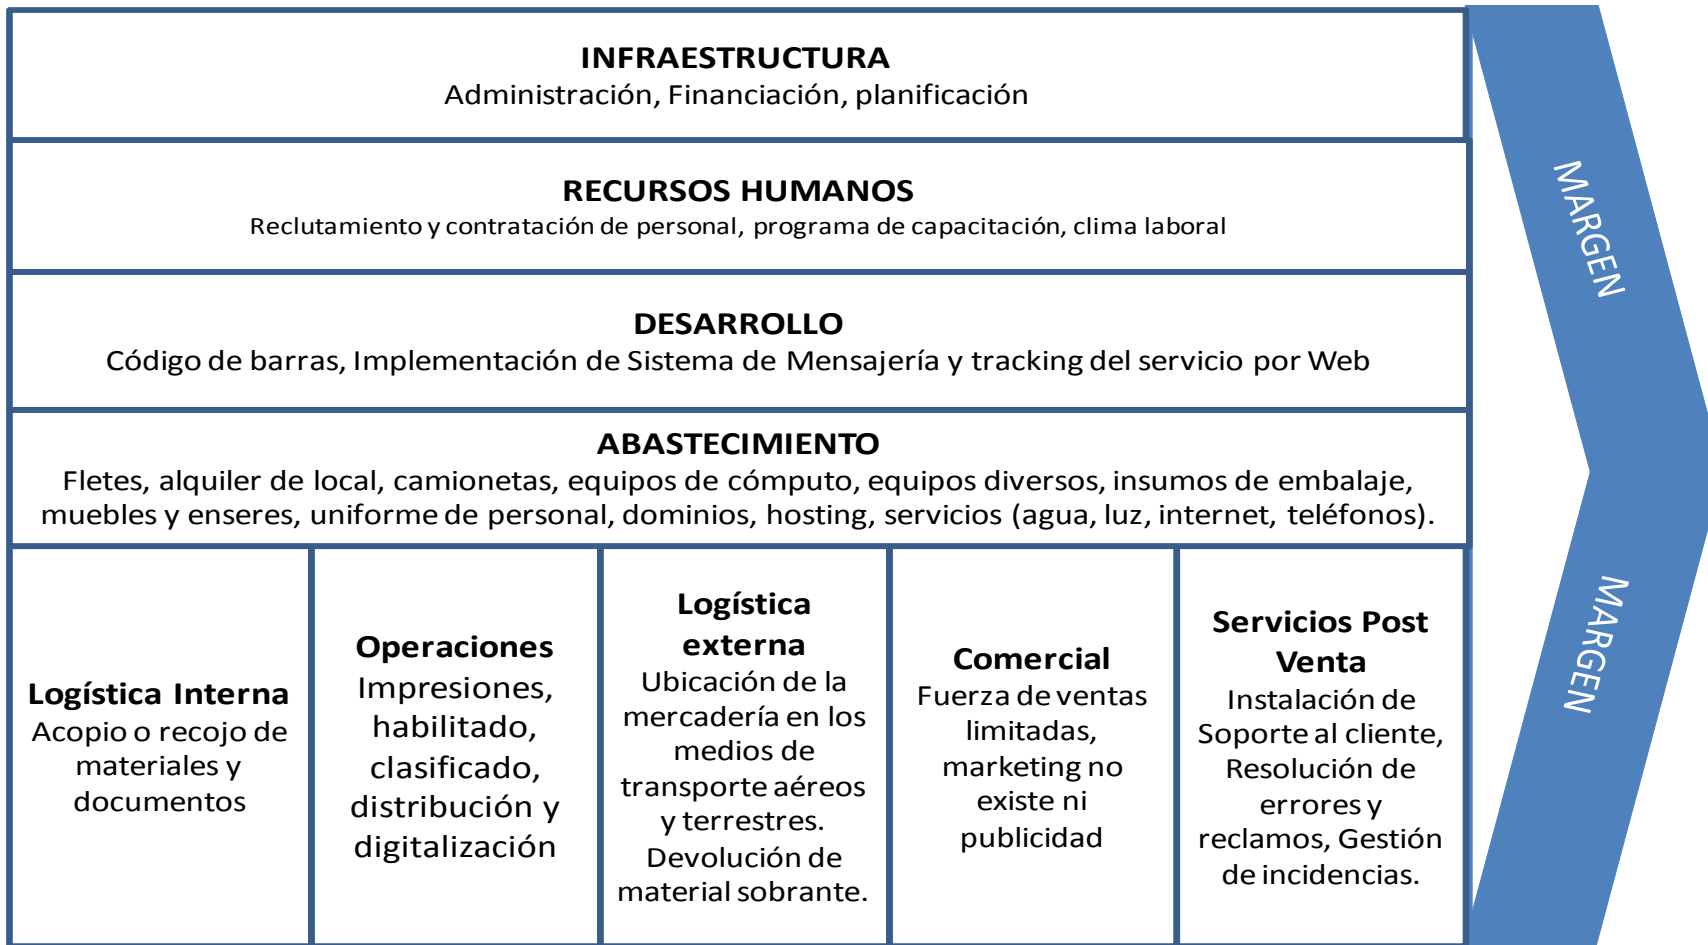 INFRAESTRUCTURA
Administración, Financiación, planificación
RECURSOS HUMANOS
Reclutamiento y contratación de personal, programa de capacitación, clima laboral
DESARROLLO
Código de barras, Implementación de Sistema de Mensajería y tracking del servicio por Web
ABASTECIMIENTO
Fletes, alquiler de local, camionetas, equipos de cómputo, equipos diversos, insumos de embalaje,
muebles y enseres, uniforme de personal, dominios, hosting, servicios (agua, luz, internet, teléfonos).
Logística Interna
Acopio o recojo de
materiales y
documentos
Operaciones
Impresiones,
habilitado,
clasificado,
distribución y
digitalización
Logística
externa
Ubicación de la
mercadería en los
medios de
transporte aéreos
y terrestres.
Devolución de
material sobrante.
Comercial
Fuerza de ventas
limitadas,
marketing no
existe ni
publicidad
Servicios Post
Venta
Instalación de
Soporte al cliente,
Resolución de
errores y
reclamos, Gestión
de incidencias.
MARGEN
MARGEN